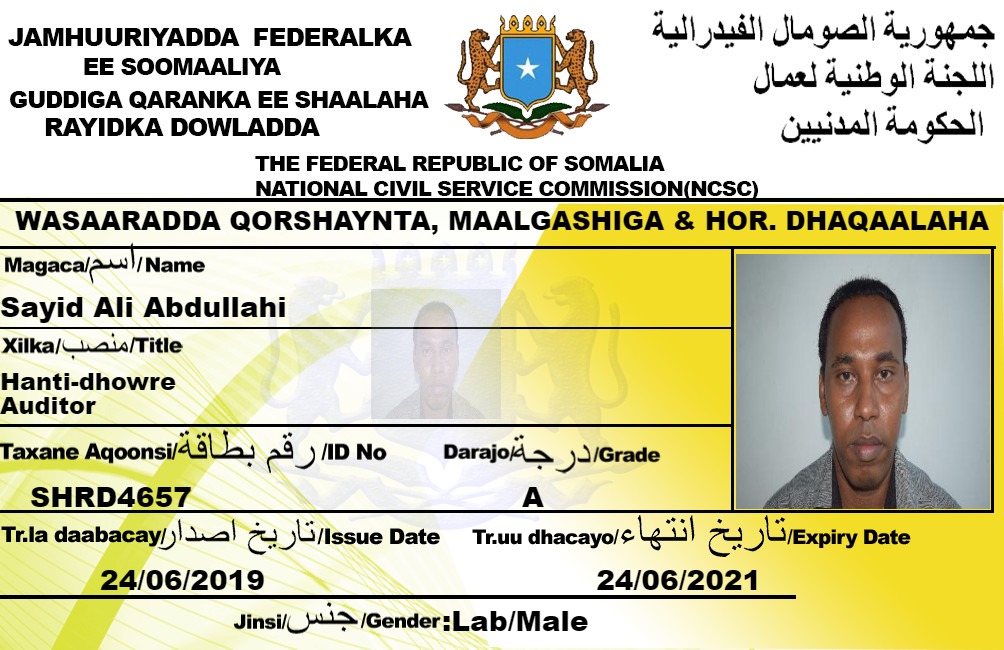 JAMHUURIYADDA FEDERALKA
EE SOOMAALIYA
GUDDIGA QARANKA EE SHAALAHA
RAYIDKA DOWLADDA
جمهورية الصومال الفيدرالية
اللجنة الوطنية لعمال
الحكومة المدنيين
THE FEDERAL REPUBLIC OF SOMALIA
NATIONAL CIVIL SERVICE COMMISSION(NCSC)
WASAARADDA QORSHAYNTA, MAALGASHIGA & HOR. DHAQAALAHA
Magaca/اسم/Name
Sayid Ali Abdullahi
Xilka/منصب/Title
Hanti-dhowre
Auditor
Taxane Aqoonsi/رقم بطاقة/ID No
Darajo/درجة/Grade
SHRD4657
A
Tr.la daabacay/تاريخ اصدار/Issue Date
Tr.uu dhacayo/تاريخ انتهاء/Expiry Date
24/06/2019
24/06/2021
Jinsi/جنس/Gender:Lab/Male